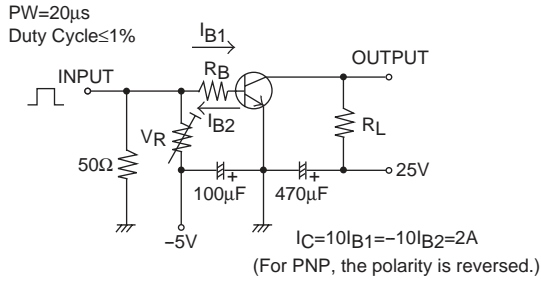 PW=20μs
Duty Cycle≤1%
IB1
OUTPUT
INPUT
RB
IB2
VR
RL
50Ω
25V
100μF
470μF
−5V
IC=10IB1=−10IB2=2A
(For PNP, the polarity is reversed.)